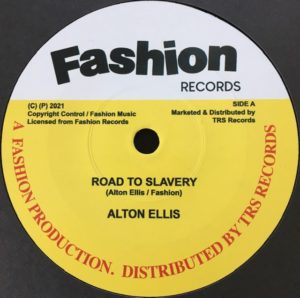 Fashion
RECORDS
(C) (P) 2021
Copyright Control / Fashion Music
Licensed from Fashion Records
SIDE A
Marketed & Distributed by
TRS Records
ROAD TO SLAVERY
(Alton Ellis / Fashion)
ALTON ELLIS
A FASHION PRODUCTION. DISTRIBUTED BY TRS RECORDS